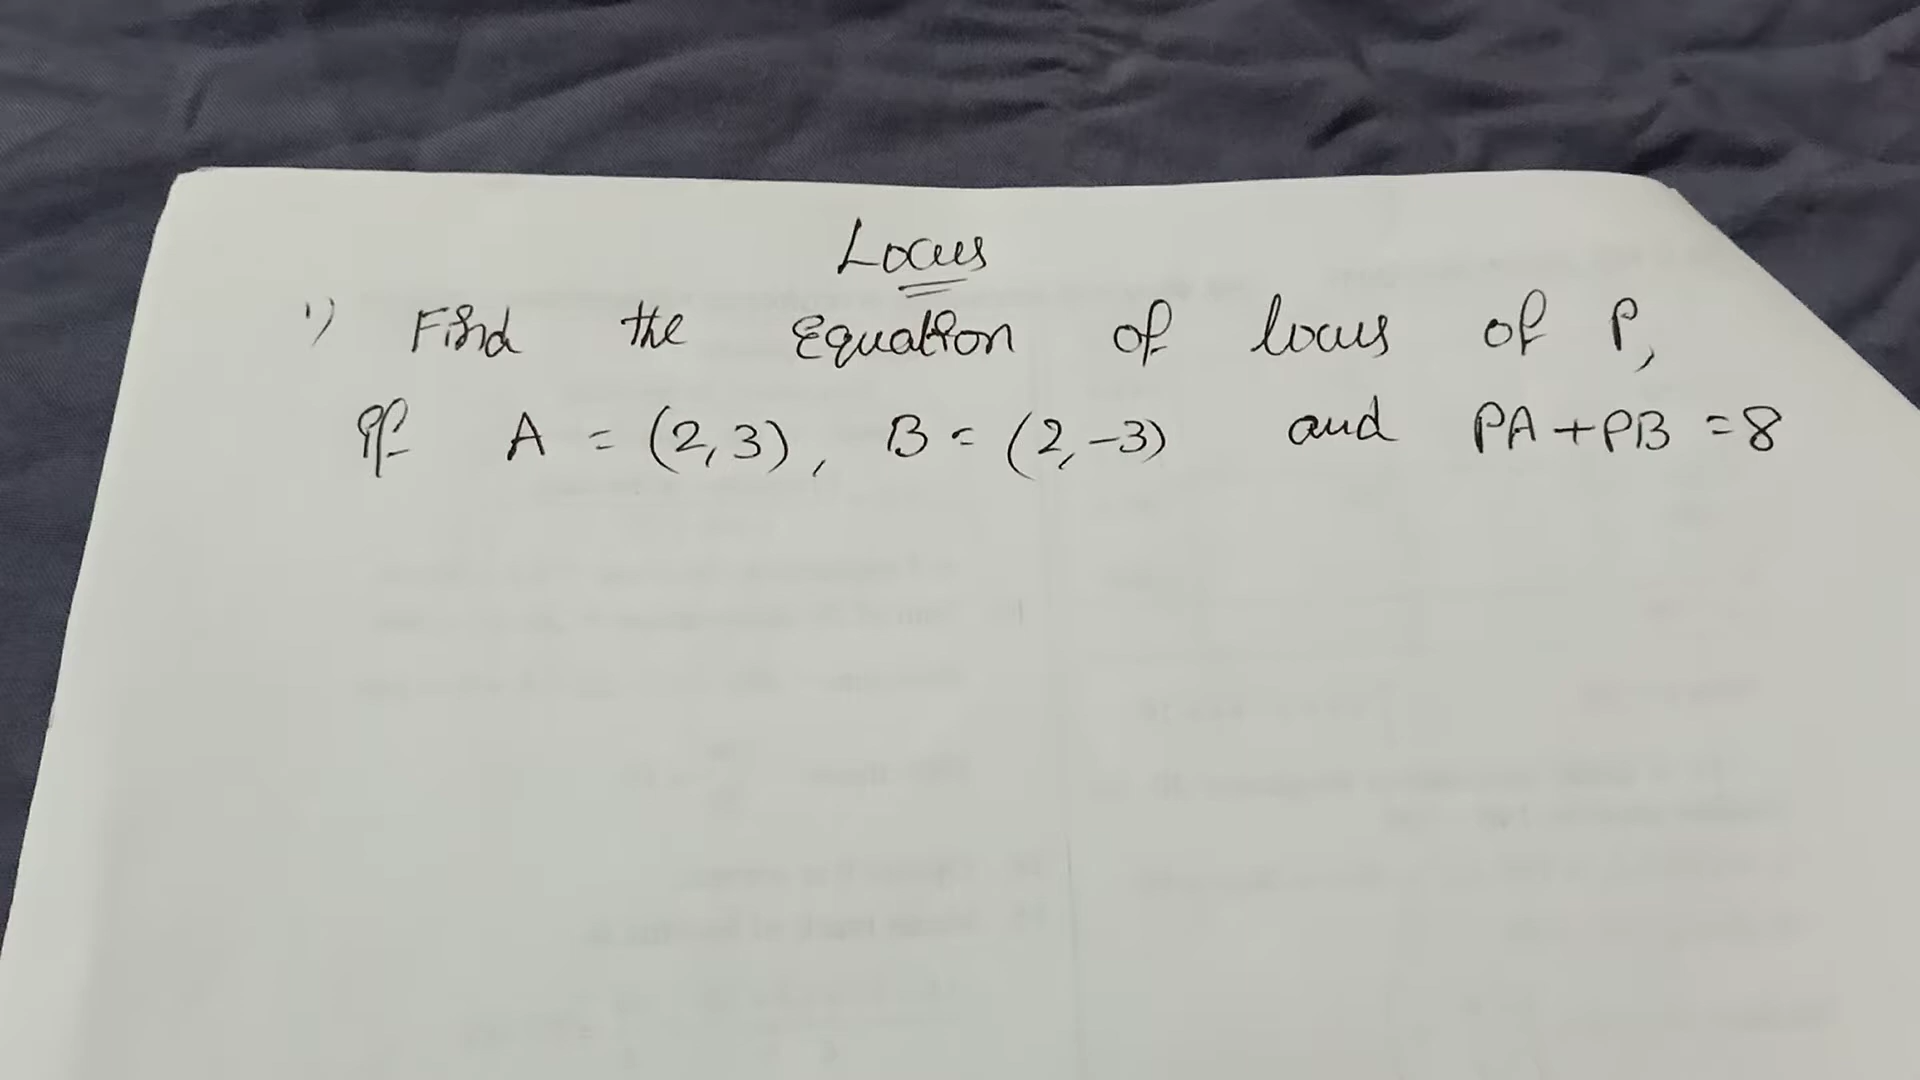 Locus
1) Find the Equation of locus of P,
if A = (2,3), B = (2,-3) and PA+PB = 8